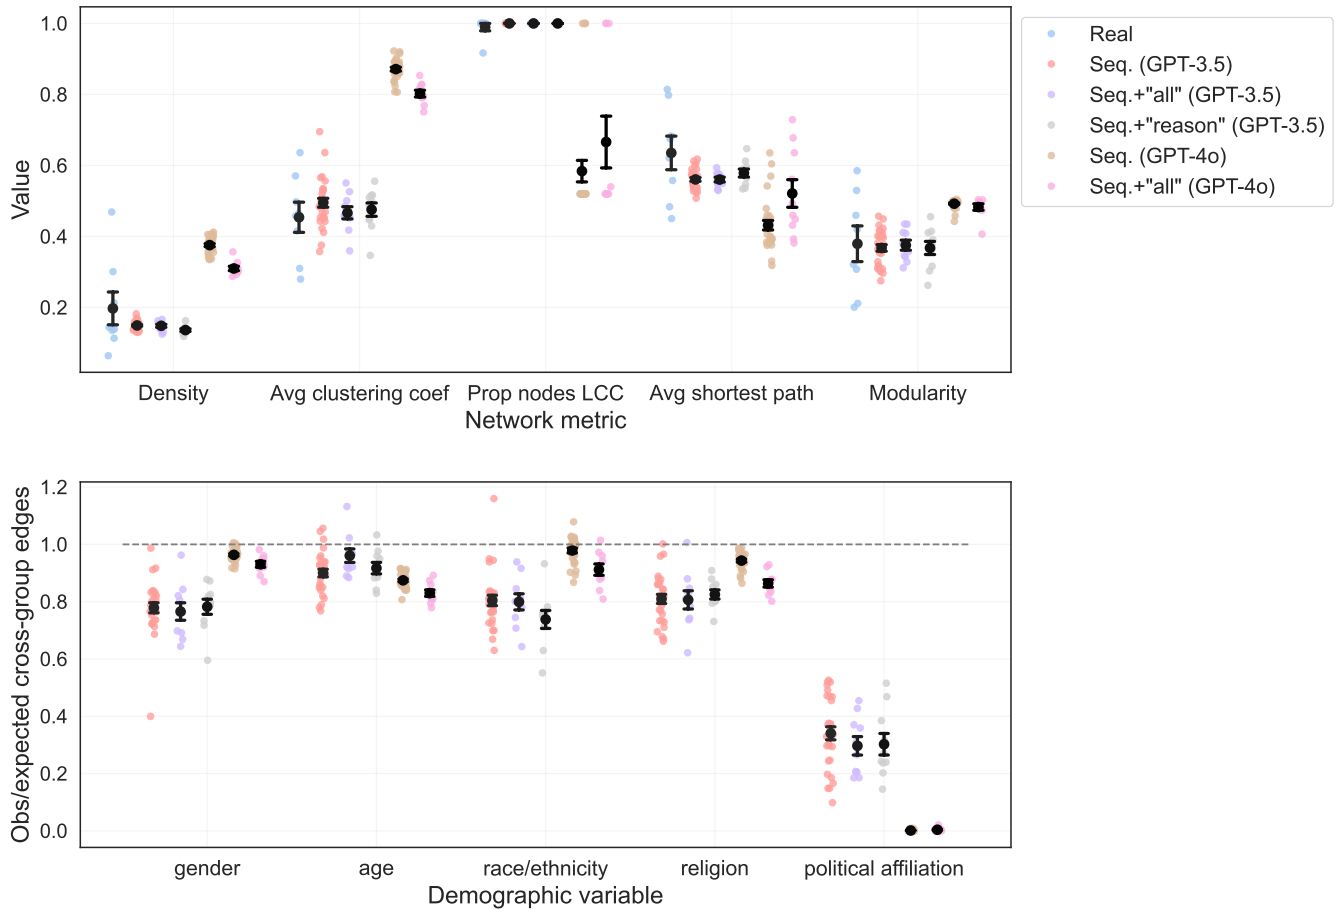 1.0
0.8
0.6
0.4
0.2
Value
Density
Avg clustering coef
Prop nodes LCC
Avg shortest path
Modularity
Network metric
Real
Seq. (GPT-3.5)
Seq.+"all" (GPT-3.5)
Seq.+"reason" (GPT-3.5)
Seq. (GPT-4o)
Seq.+"all" (GPT-4o)
1.2
1.0
0.8
0.6
0.4
0.2
0.0
Obs/expected cross-group edges
gender
age
race/ethnicity
religion
political affiliation
Demographic variable